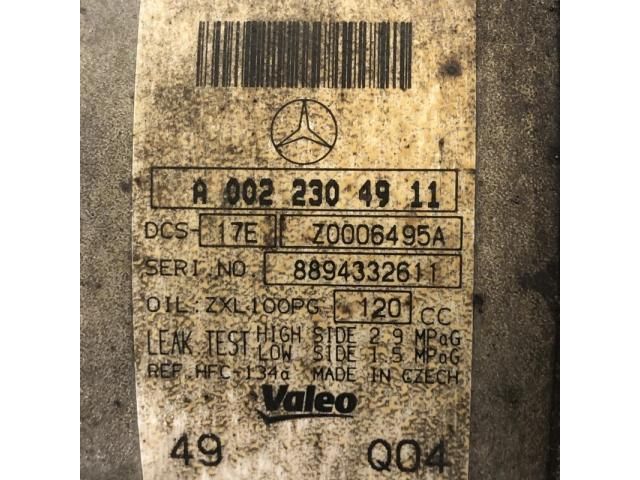 A 002 230 49 11
DCS- 17E Z0006495A
SERI.NO. 8894332611
OIL: ZXL100PG 120 CC
LEAK TEST HIGH SIDE 2.9 MPaG
LOW SIDE 1.5 MPaG
REF. HFC-134a MADE IN CZECH
Valeo
49 Q04